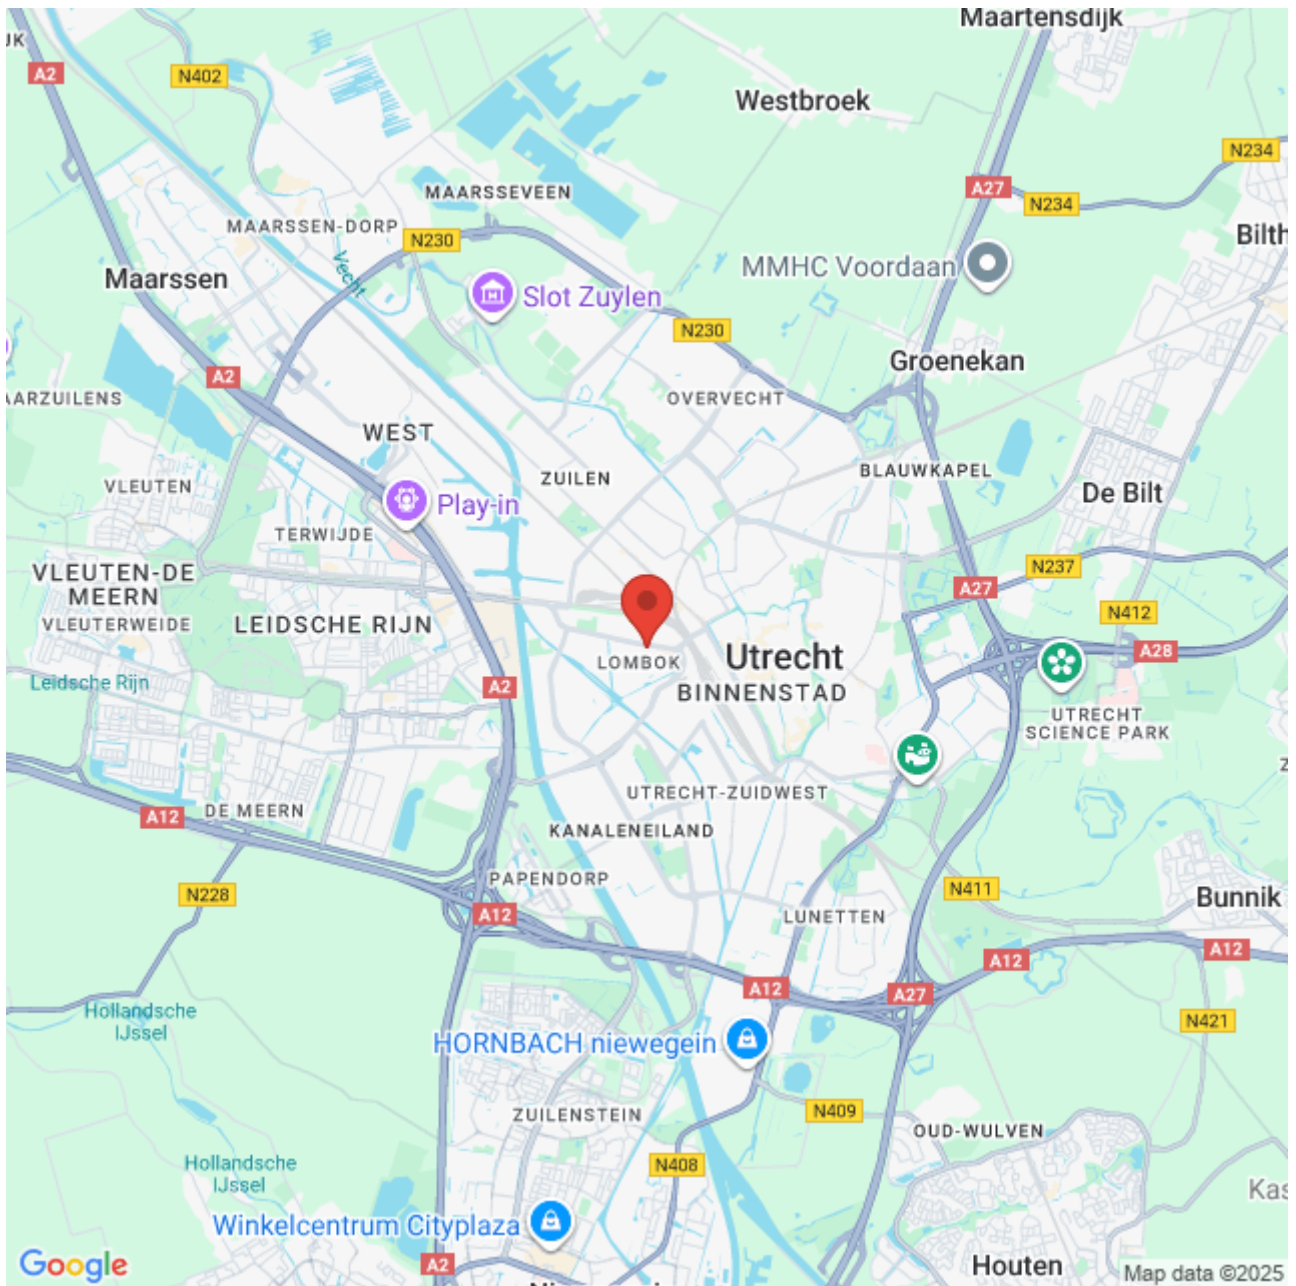 Maartensdijk
JK
A2
N402
Westbroek
N234
A27
N234
MAARSSEVEEN
MAARSSEN-DORP
N230
Bilth
Vecht
Maarssen
MMHC Voordaan
Slot Zuylen
N230
Groenekan
A2
AARZUILENS
OVERVECHT
WEST
BLAUWKAPEL
ZUILEN
VLEUTEN
De Bilt
Play-in
TERWIJDE
VLEUTEN-DE
MEERN
N237
A27
N412
VLEUTERWEIDE
LEIDSCHE RIJN
A28
LOMBOK
Utrecht
BINNENSTAD
Leidsche Rijn
A2
UTRECHT
SCIENCE PARK
Z
UTRECHT-ZUIDWEST
DE MEERN
A12
KANALENEILAND
PAPENDORP
N228
N411
Bunnik
A12
LUNETTEN
A12
A12
A12
A27
Hollandsche
IJssel
N421
HORNBACH niewegein
ZUILENSTEIN
N409
OUD-WULVEN
N408
Hollandsche
IJssel
Kas
Winkelcentrum Cityplaza
A2
Houten
Google
Map data ©2025